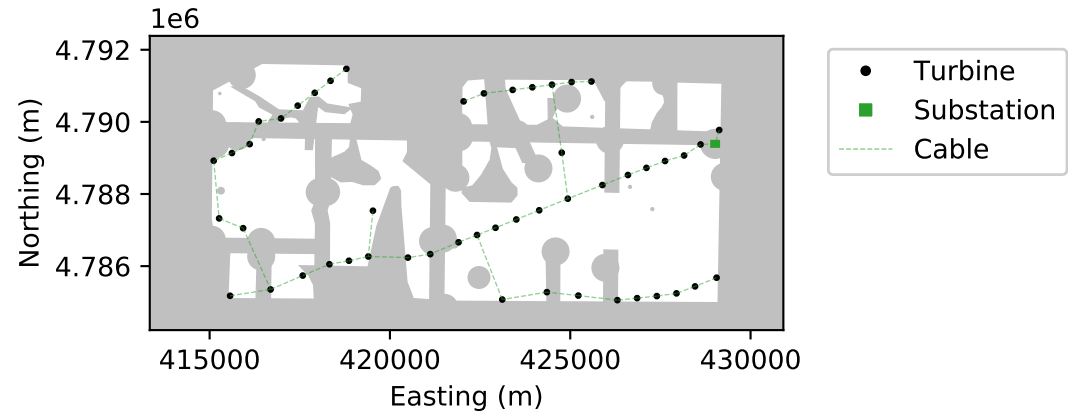 1e6
4.792
4.790
4.788
4.786
Northing (m)
415000 420000 425000 430000
Easting (m)
Turbine
Substation
Cable